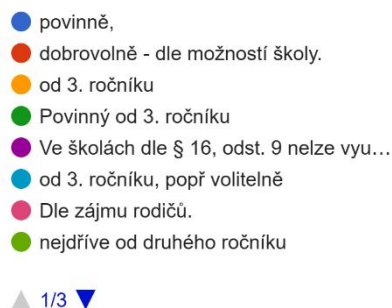 povinně,
dobrovolně - dle možností školy.
od 3. ročníku
Povinný od 3. ročníku
Ve školách dle § 16, odst. 9 nelze vyu…
od 3. ročníku, popř volitelně
Dle zájmu rodičů.
nejdříve od druhého ročníku
1/3